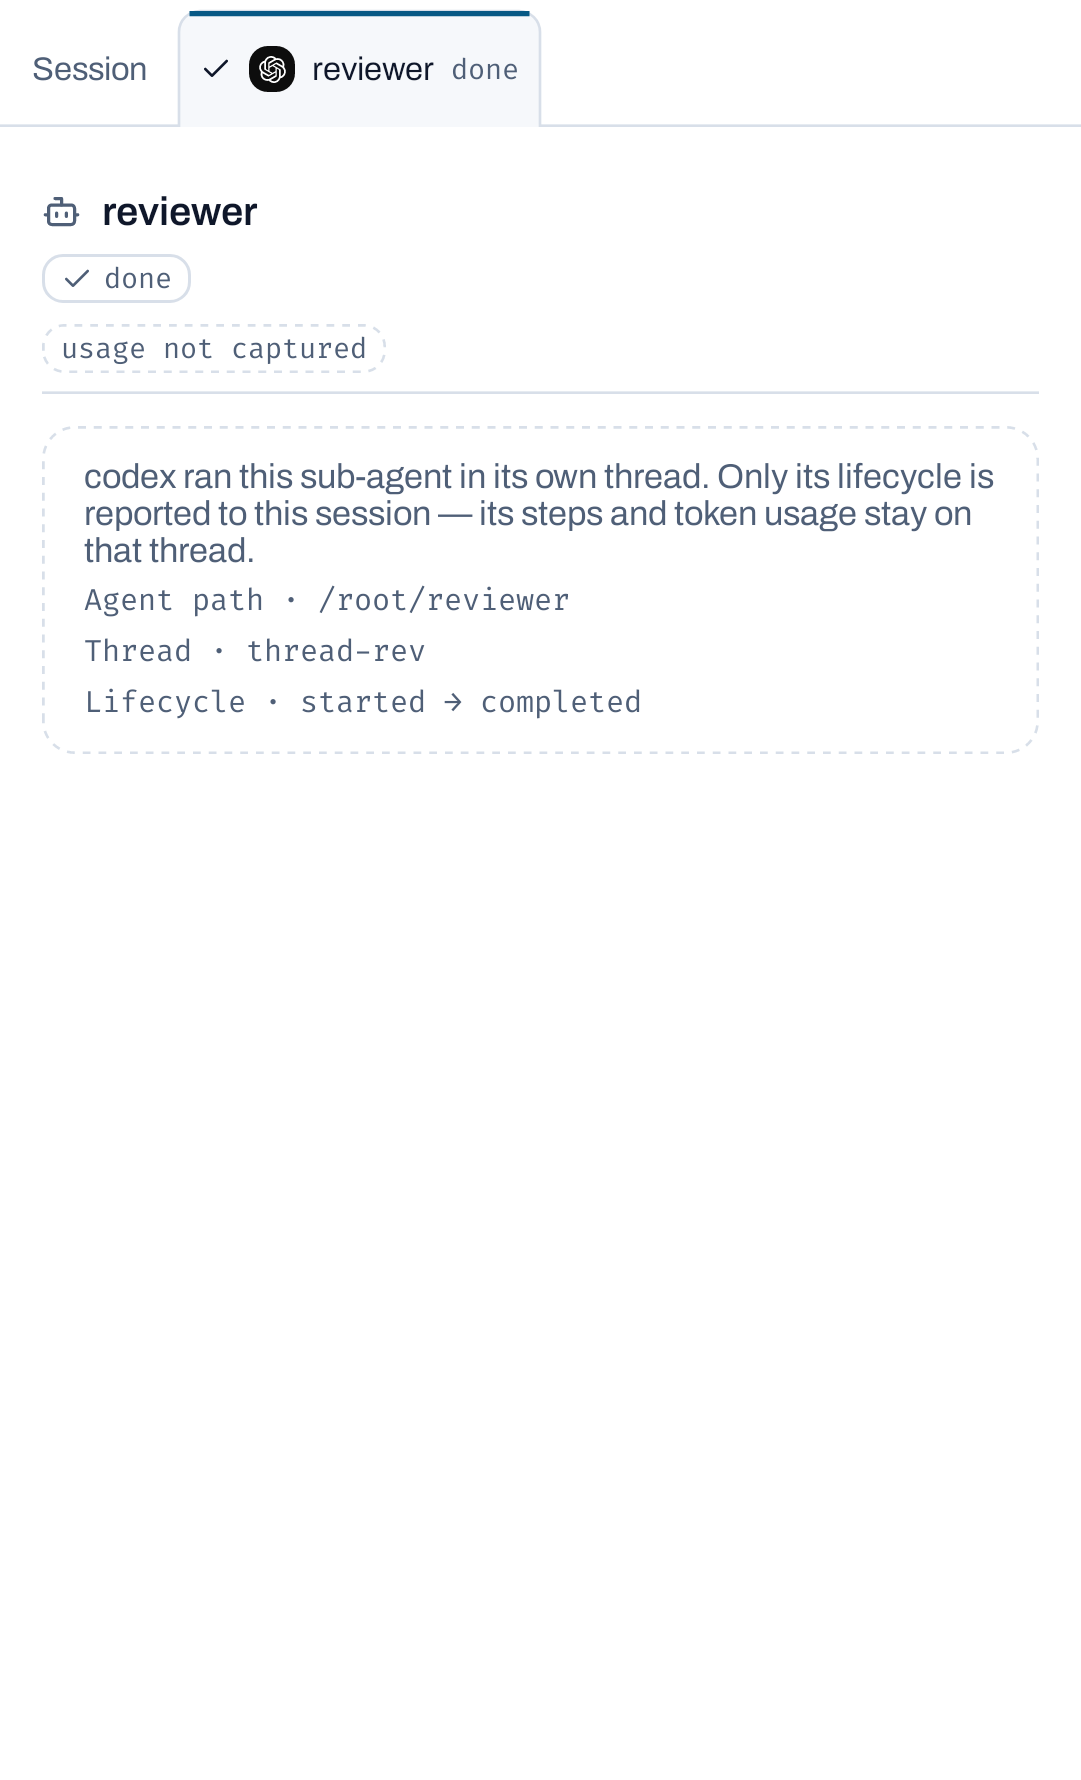 Session
reviewer done
reviewer
done
usage not captured
codex ran this sub-agent in its own thread. Only its lifecycle is
reported to this session — its steps and token usage stay on
that thread.
Agent path · /root/reviewer
Thread · thread-rev
Lifecycle · started → completed